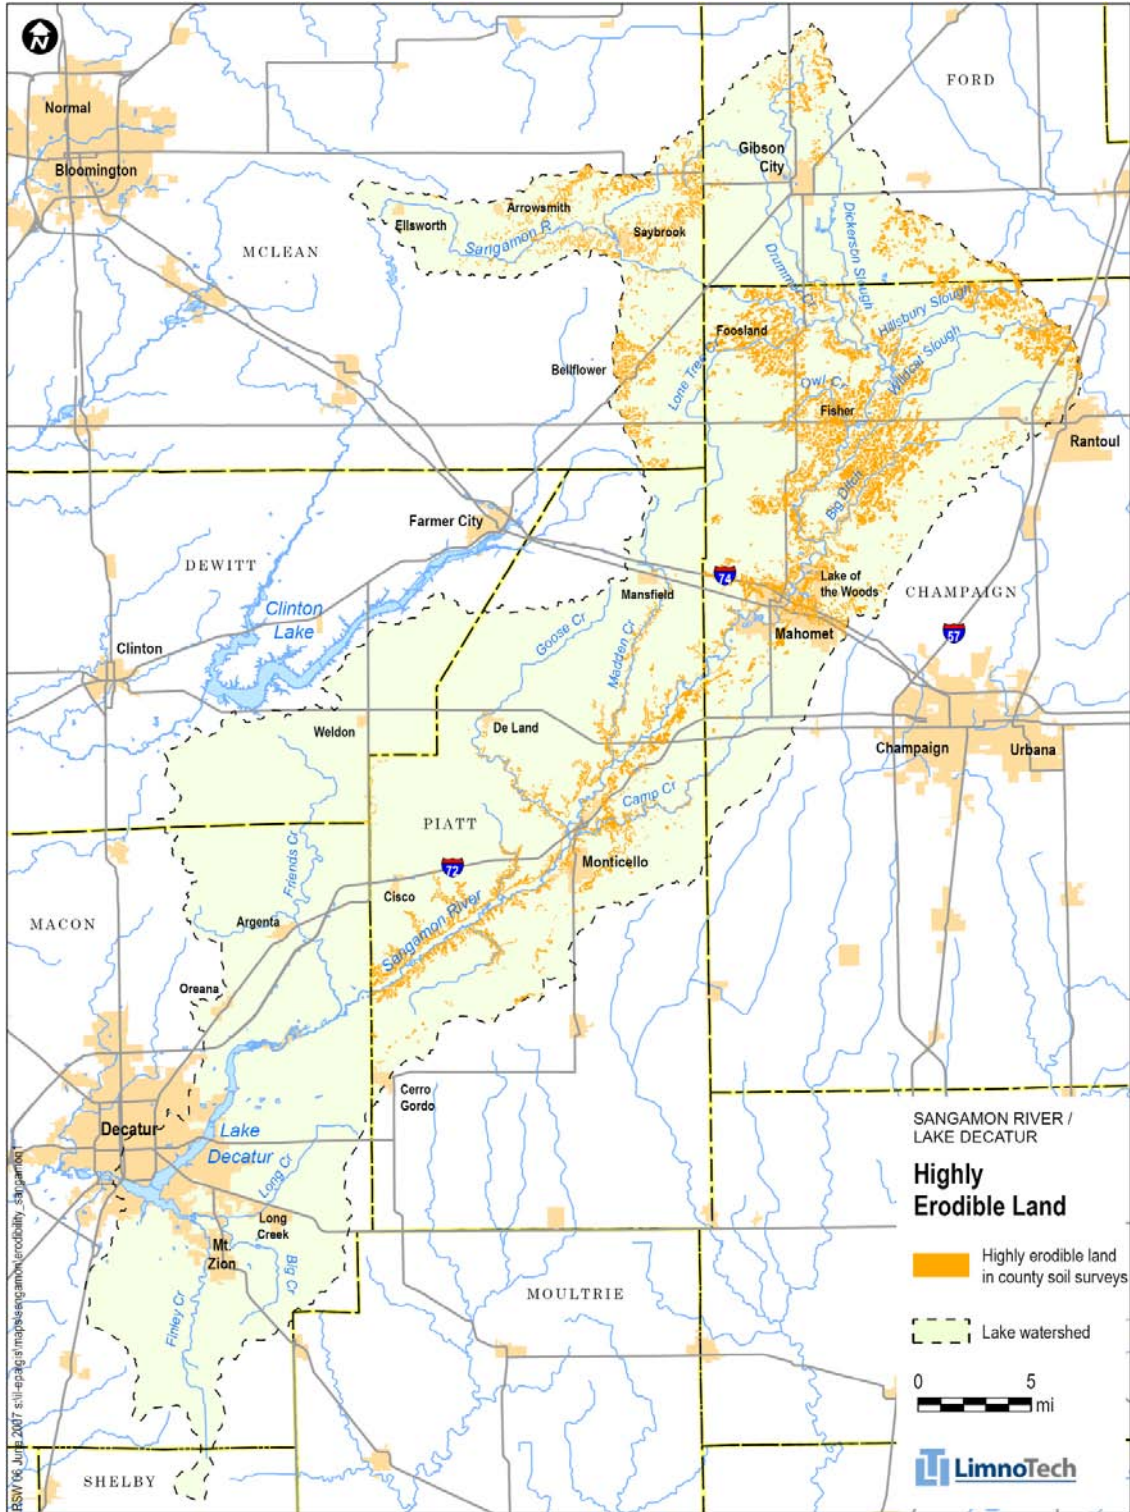 N
FORD
Normal
Gibson
City
Bloomington
Arrowsmith
Ellsworth
Saybrook
Sangamon R
MCLEAN
Dickerson Slough
Drummer Cr
Hillsbury Slough
Foosland
Wildcat Slough
Lone Tree Cr
Bellflower
Owl Cr
Fisher
Rantoul
Big Ditch
Farmer City
DEWITT
74
Lake of
the Woods
CHAMPAIGN
Mansfield
Clinton
Lake
Goose Cr
Madden Cr
Mahomet
57
Clinton
Weldon
De Land
Champaign
Urbana
Camp Cr
PIATT
Friends Cr
Monticello
72
Cisco
Sangamon River
MACON
Argenta
Oreana
Cerro
Gordo
Decatur
Lake
Decatur
Long Cr
Long
Creek
Mt.
Zion
Big Cr
Finley Cr
MOULTRIE
SHELBY
SANGAMON RIVER /
LAKE DECATUR
Highly
Erodible Land
Highly erodible land
in county soil surveys
Lake watershed
0 5
mi
LimnoTech